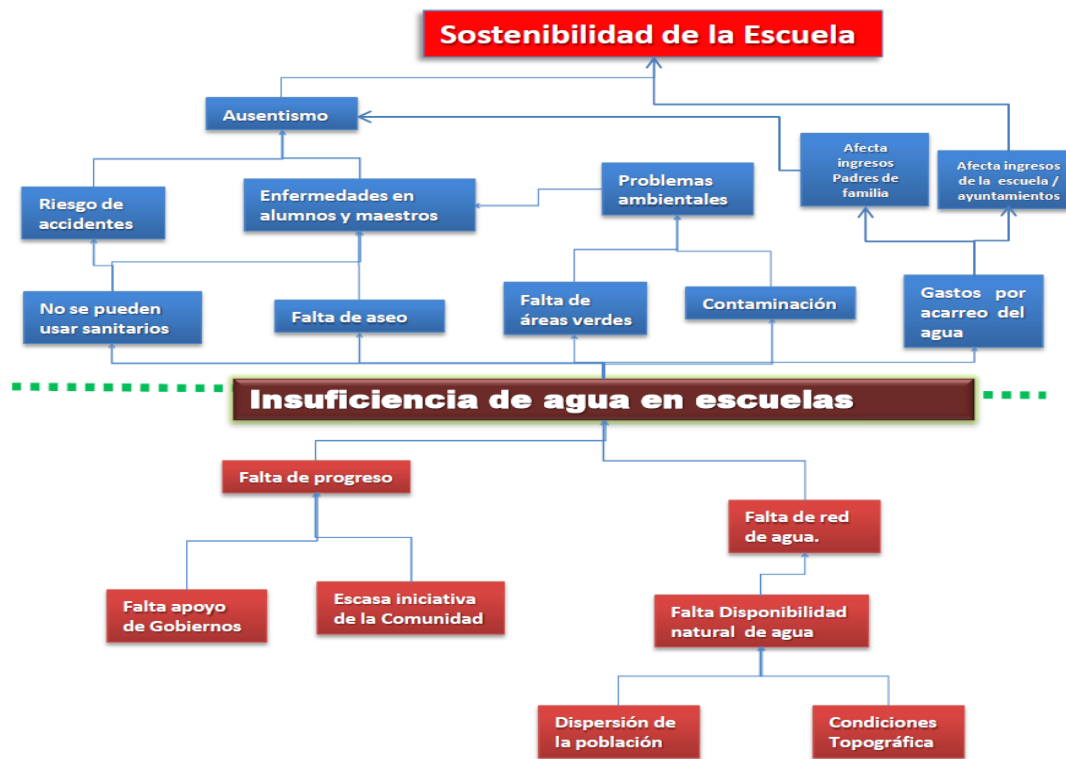 Sostenibilidad de la Escuela
Ausentismo
Afecta
ingresos
Padres de
familia
Afecta ingresos
de la escuela /
ayuntamientos
Riesgo de
accidentes
Enfermedades en
alumnos y maestros
Problemas
ambientales
No se pueden
usar sanitarios
Falta de aseo
Falta de
áreas verdes
Contaminación
Gastos por
acarreo del
agua
Insuficiencia de agua en escuelas
Falta de progreso
Falta de red
de agua.
Falta apoyo
de Gobiernos
Escasa iniciativa
de la Comunidad
Falta Disponibilidad
natural de agua
Dispersión de
la población
Condiciones
Topográfica